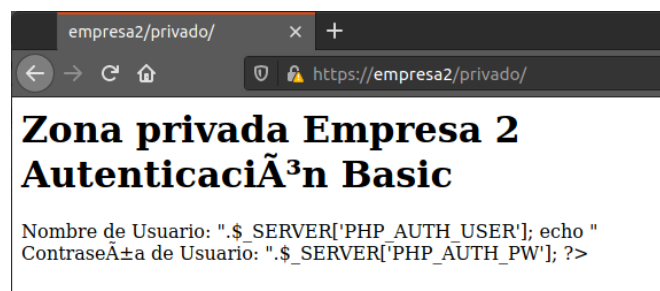 empresa2/privado/
https://empresa2/privado/
Zona privada Empresa 2
AutenticaciÃ³n Basic
Nombre de Usuario: ".$_SERVER['PHP_AUTH_USER']; echo "
ContraseÃ±a de Usuario: ".$_SERVER['PHP_AUTH_PW']; ?>